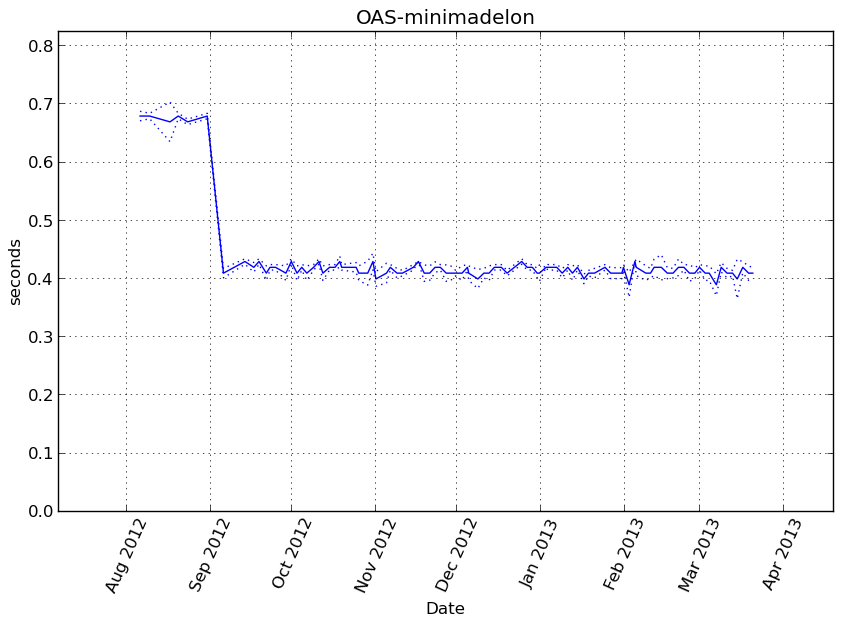 OAS-minimadelon
0.8
0.7
0.6
0.5
0.4
0.3
0.2
0.1
0.0
seconds
Aug 2012
Sep 2012
Oct 2012
Nov 2012
Dec 2012
Jan 2013
Feb 2013
Mar 2013
Apr 2013
Date